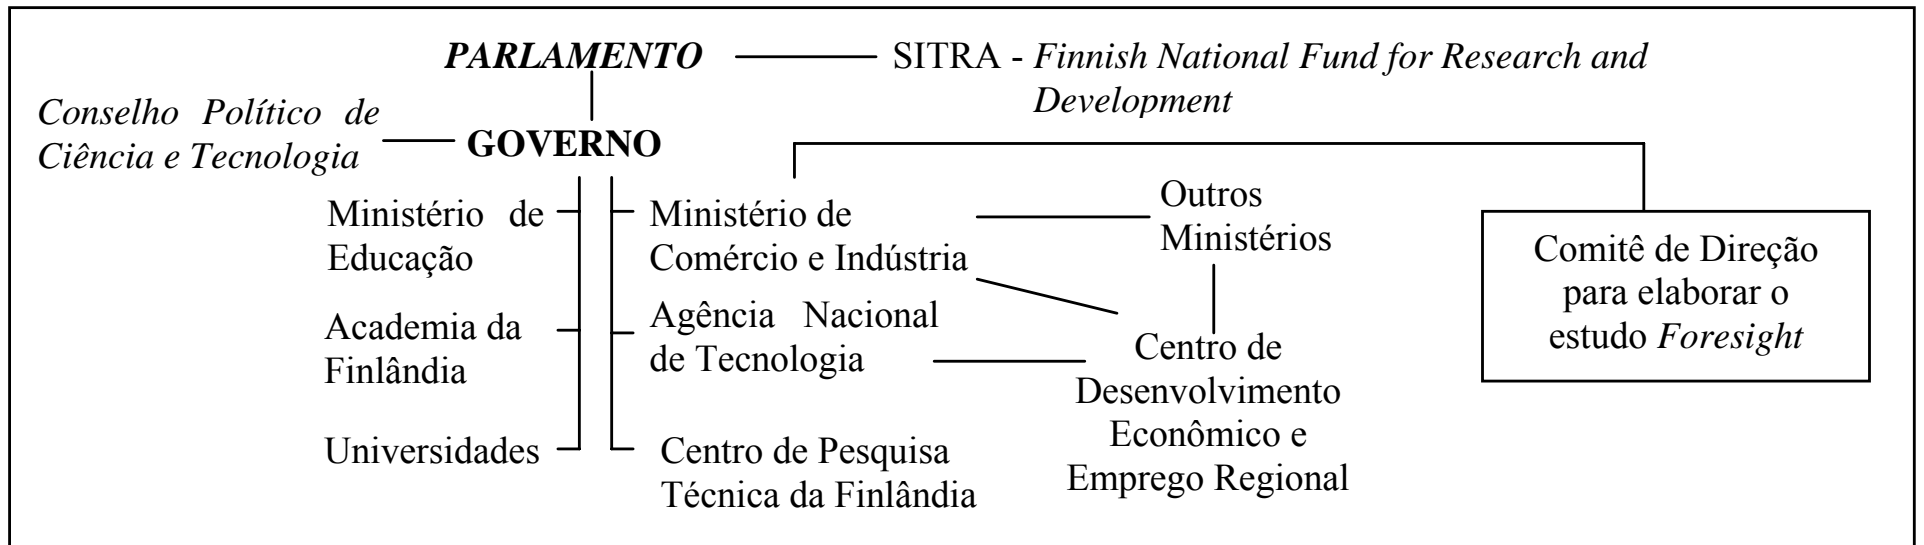 PARLAMENTO
SITRA - Finnish National Fund for Research and
Development
Conselho Político de
Ciência e Tecnologia
GOVERNO
Ministério de
Educação
Academia da
Finlândia
Universidades
Ministério de
Comércio e Indústria
Agência Nacional
de Tecnologia
Centro de Pesquisa
Técnica da Finlândia
Outros
Ministérios
Centro de
Desenvolvimento
Econômico e
Emprego Regional
Comitê de Direção
para elaborar o
estudo Foresight